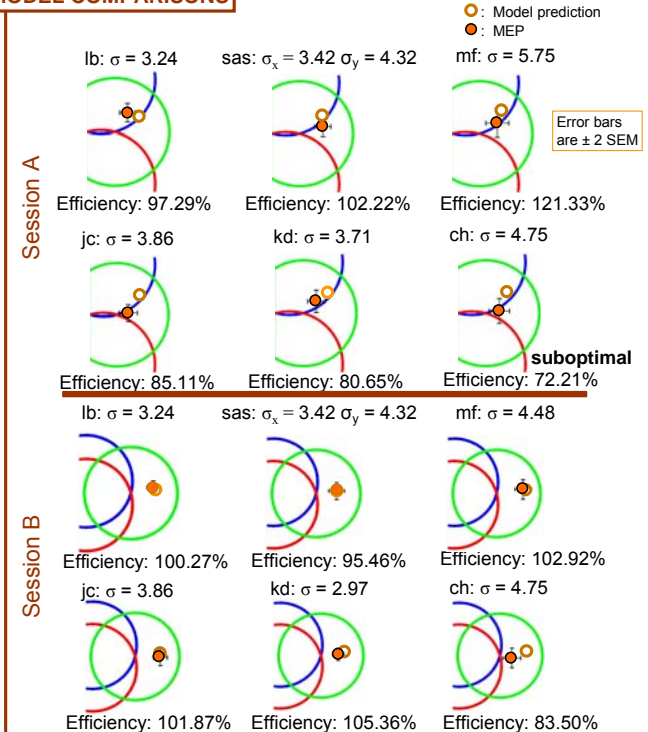 MODEL COMPARISONS
: Model prediction
: MEP
lb: σ = 3.24
sas: σx = 3.42 σy = 4.32
mf: σ = 5.75
Error bars
are ± 2 SEM
Session A
Efficiency: 97.29%
Efficiency: 102.22%
Efficiency: 121.33%
jc: σ = 3.86
kd: σ = 3.71
ch: σ = 4.75
suboptimal
Efficiency: 85.11%
Efficiency: 80.65%
Efficiency: 72.21%
lb: σ = 3.24
sas: σx = 3.42 σy = 4.32
mf: σ = 4.48
Session B
Efficiency: 100.27%
Efficiency: 95.46%
Efficiency: 102.92%
jc: σ = 3.86
kd: σ = 2.97
ch: σ = 4.75
Efficiency: 101.87%
Efficiency: 105.36%
Efficiency: 83.50%